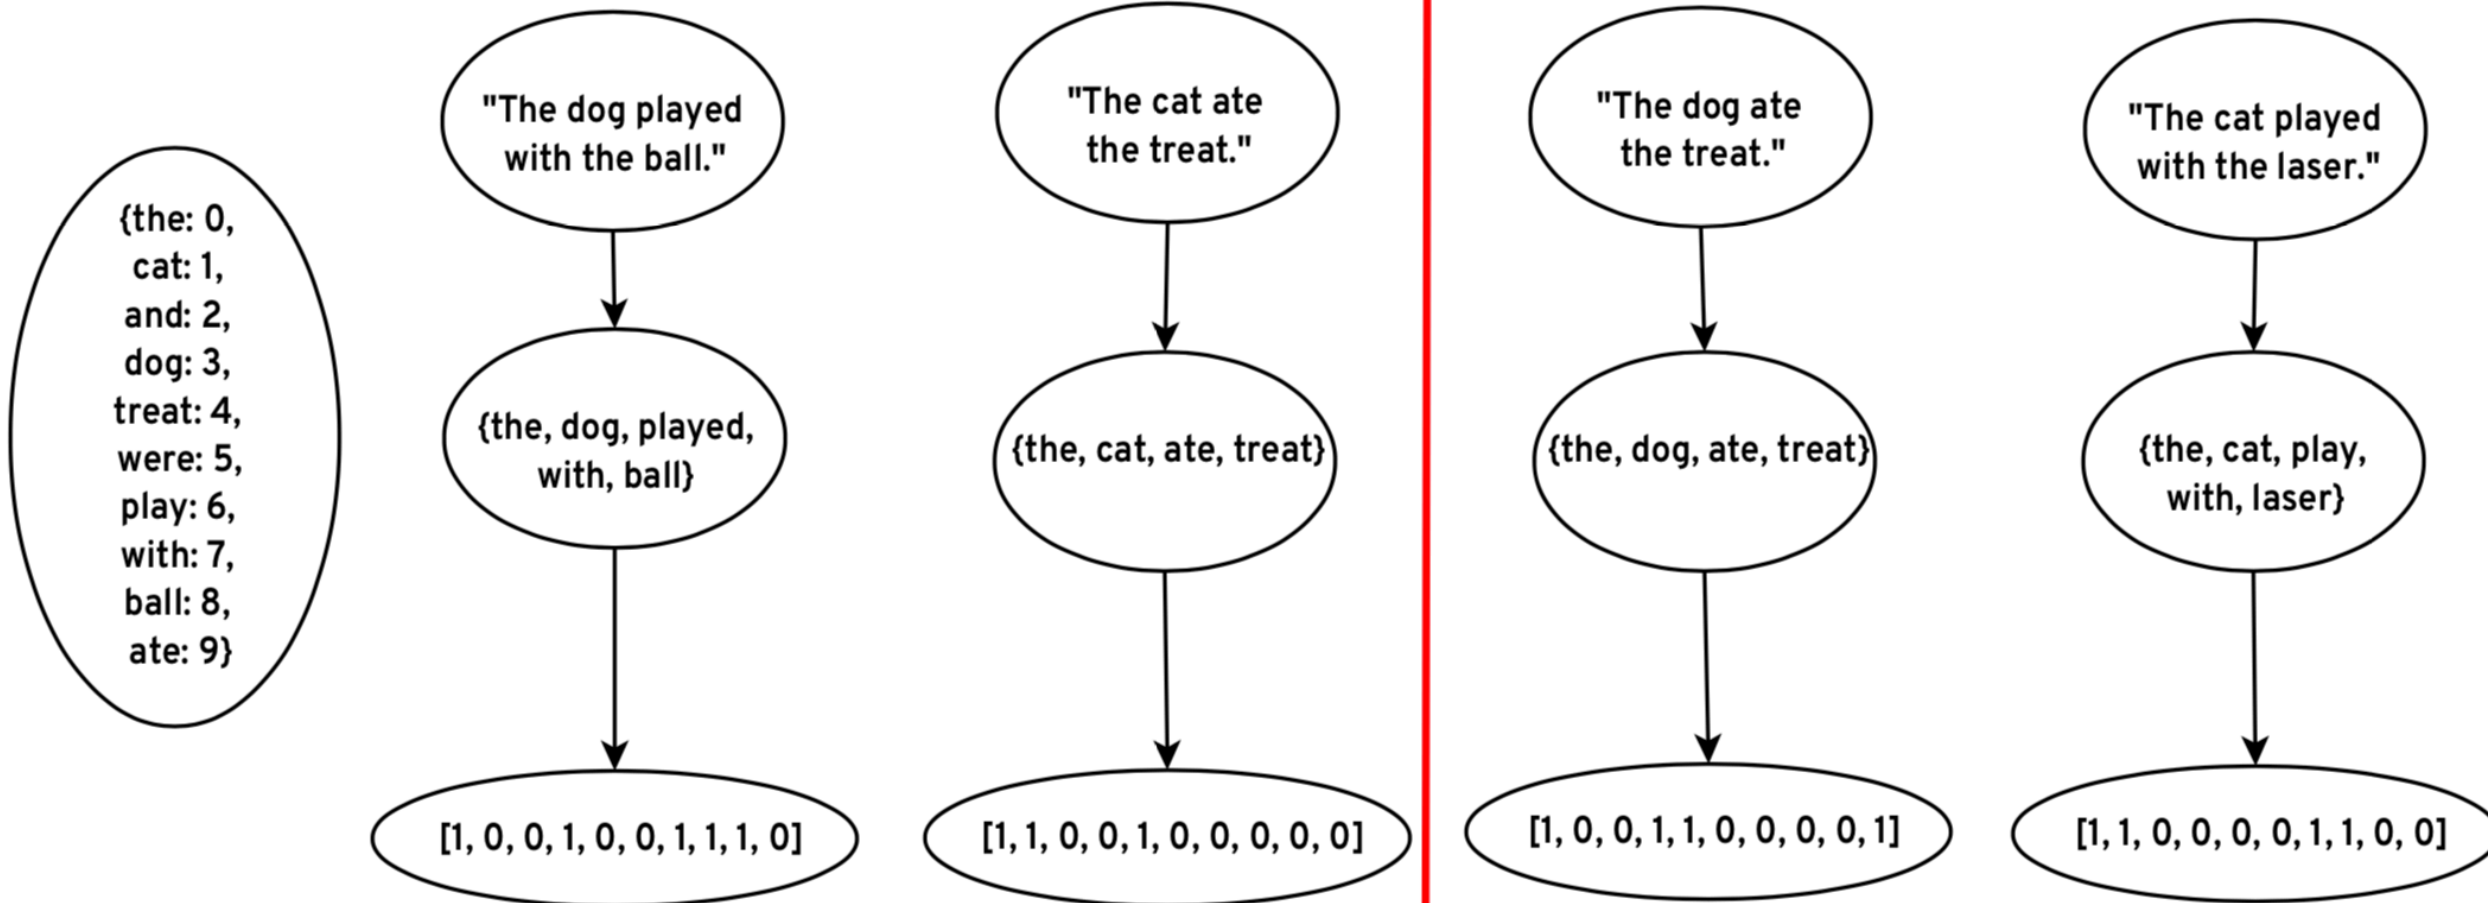 {the: 0,
cat: 1,
and: 2,
dog: 3,
treat: 4,
were: 5,
play: 6,
with: 7,
ball: 8,
ate: 9}
"The dog played
with the ball."
{the, dog, played,
with, ball}
[1, 0, 0, 1, 0, 0, 1, 1, 1, 0]
"The cat ate
the treat."
{the, cat, ate, treat}
[1, 1, 0, 0, 1, 0, 0, 0, 0, 0]
"The dog ate
the treat."
{the, dog, ate, treat}
[1, 0, 0, 1, 1, 0, 0, 0, 0, 1]
"The cat played
with the laser."
{the, cat, play,
with, laser}
[1, 1, 0, 0, 0, 0, 1, 1, 0, 0]